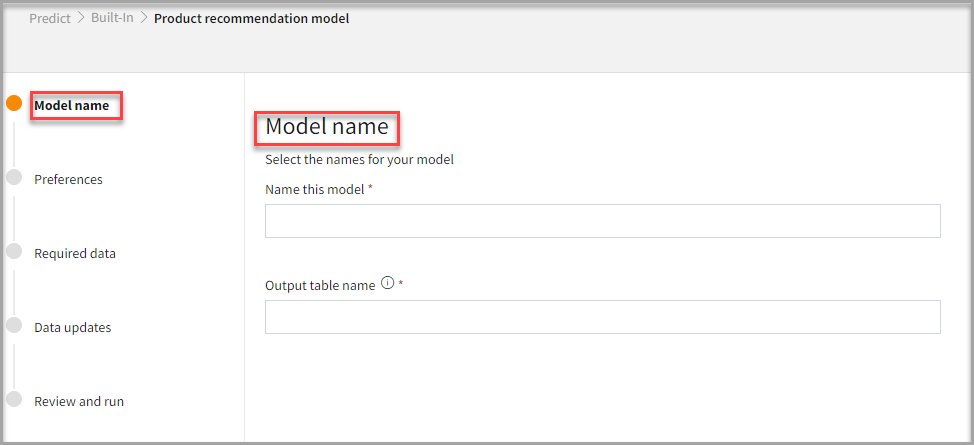 Predict > Built-In > Product recommendation model
Model name
Preferences
Required data
Data updates
Review and run
Model name
Select the names for your model
Name this model *
Output table name ⓘ *